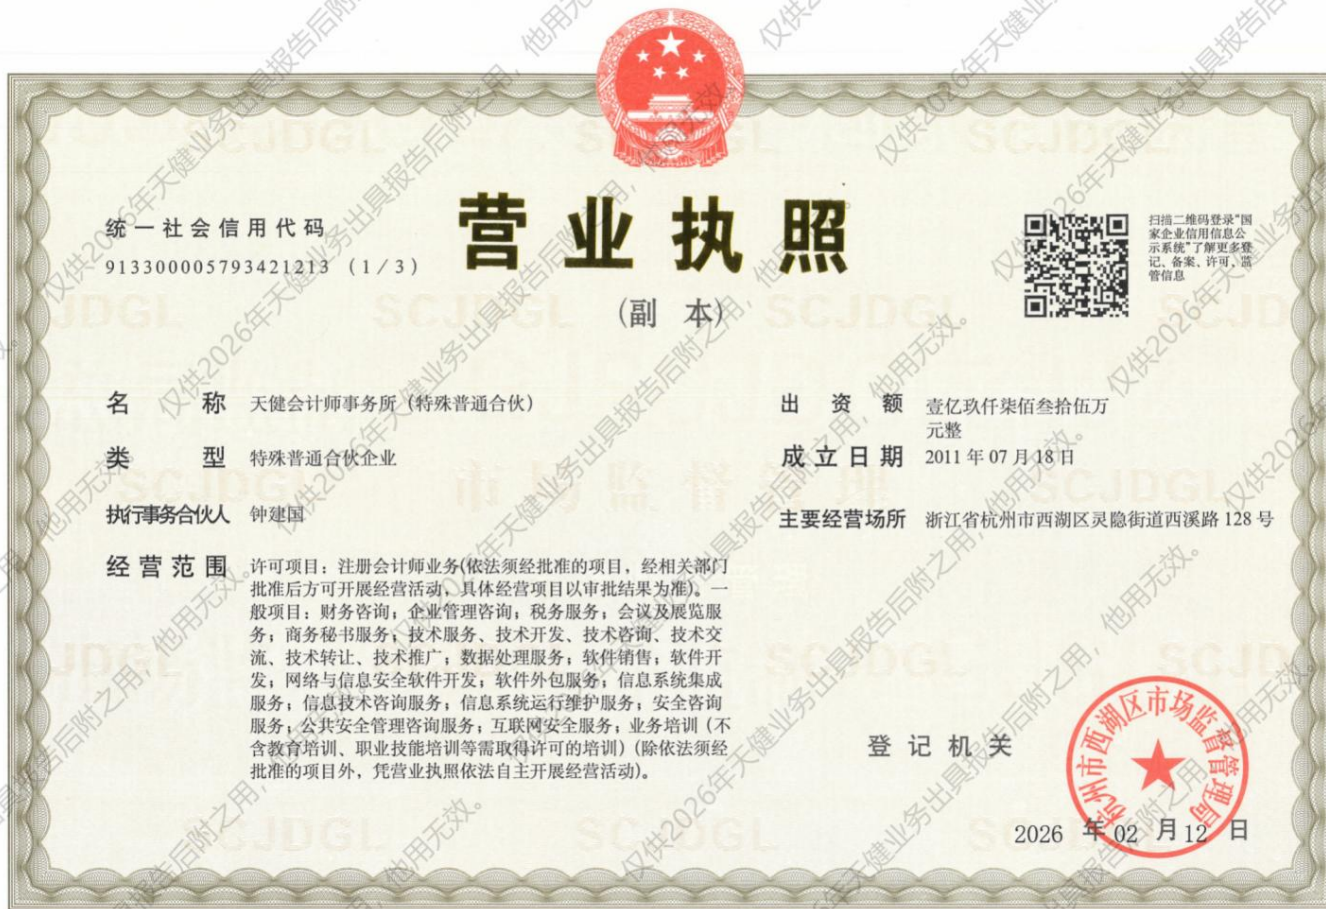 营业执照
(副 本)
统一社会信用代码
913300005793421213 (1/3)
扫描二维码登录“国
家企业信用信息公
示系统”了解更多登
记、备案、许可、监
管信息
名 称 天健会计师事务所(特殊普通合伙)
类 型 特殊普通合伙企业
执行事务合伙人 钟建国
经营范围 许可项目:注册会计师业务(依法须经批准的项目,经相关部门
批准后方可开展经营活动,具体经营项目以审批结果为准)。一
般项目:财务咨询;企业管理咨询;税务服务;会议及展览服
务;商务秘书服务;技术服务、技术开发、技术咨询、技术交
流、技术转让、技术推广;数据处理服务;软件销售;软件开
发;网络与信息安全软件开发;软件外包服务;信息系统集成
服务;信息技术咨询服务;信息系统运行维护服务;安全咨询
服务;公共安全管理咨询服务;互联网安全服务;业务培训(不
含教育培训、职业技能培训等需取得许可的培训)(除依法须经
批准的项目外,凭营业执照依法自主开展经营活动)。
出 资 额 壹亿玖仟柒佰叁拾伍万
元整
成立日期 2011年07月18日
主要经营场所 浙江省杭州市西湖区灵隐街道西溪路128号
登记机关
杭州市西湖区市场监督管理局
2026 年 02 月 12 日
仅供2026年天健业务出具报告后附之用,他用无效。
SCJDGL
市场监督管理